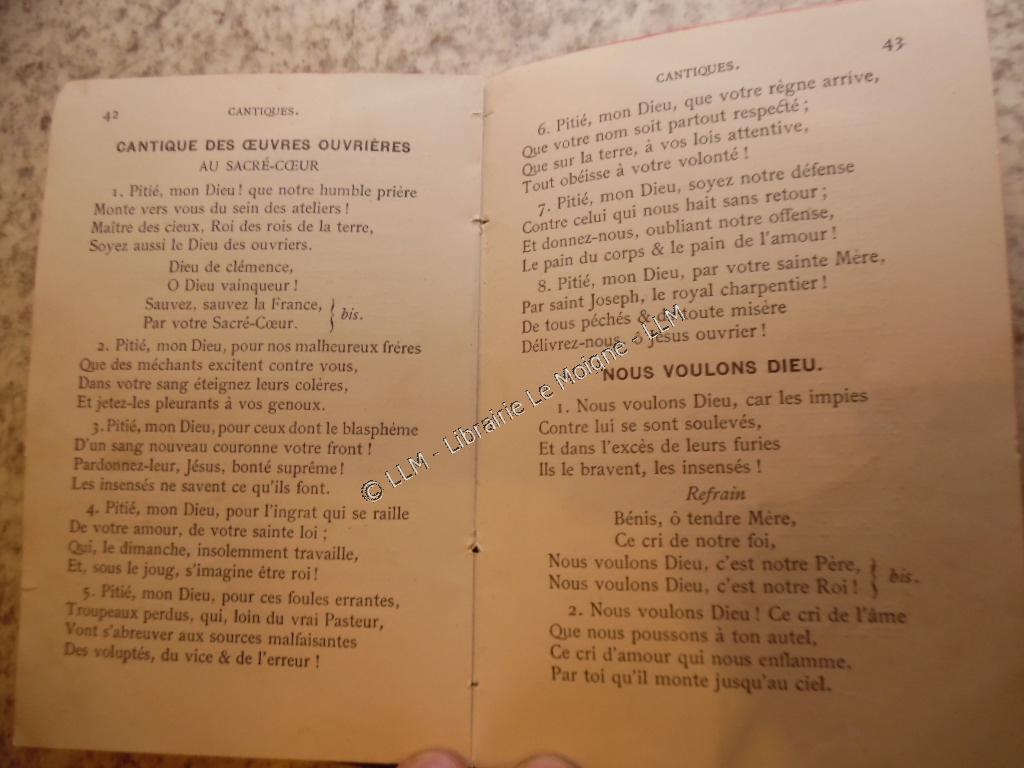 42
CANTIQUES.
CANTIQUE DES ŒUVRES OUVRIÈRES
AU SACRÉ-CŒUR
1. Pitié, mon Dieu! que notre humble prière
Monte vers vous du sein des ateliers !
Maître des cieux, Roi des rois de la terre,
Soyez aussi le Dieu des ouvriers.
Dieu de clémence,
O Dieu vainqueur !
Sauvez, sauvez la France,
Par votre Sacré-Cœur.
} bis.
2. Pitié, mon Dieu, pour nos malheureux frères
Que des méchants excitent contre vous,
Dans votre sang éteignez leurs colères,
Et jetez-les pleurants à vos genoux.
3. Pitié, mon Dieu, pour ceux dont le blasphème
D'un sang nouveau couronne votre front !
Pardonnez-leur, Jésus, bonté suprême !
Les insensés ne savent ce qu'ils font.
4. Pitié, mon Dieu, pour l'ingrat qui se raille
De votre amour, de votre sainte loi ;
Qui, le dimanche, insolemment travaille,
Et, sous le joug, s'imagine être roi !
5. Pitié, mon Dieu, pour ces foules errantes,
Troupeaux perdus, qui, loin du vrai Pasteur,
Vont s'abreuver aux sources malfaisantes
Des voluptés, du vice & de l'erreur !
CANTIQUES.
43
6. Pitié, mon Dieu, que votre règne arrive,
Que votre nom soit partout respecté ;
Que sur la terre, à vos lois attentive,
Tout obéisse à votre volonté !
7. Pitié, mon Dieu, soyez notre défense
Contre celui qui nous hait sans retour ;
Et donnez-nous, oubliant notre offense,
Le pain du corps & le pain de l'amour !
8. Pitié, mon Dieu, par votre sainte Mère,
Par saint Joseph, le royal charpentier !
De tous péchés & de toute misère
Délivrez-nous, ô Jésus ouvrier !
NOUS VOULONS DIEU.
1. Nous voulons Dieu, car les impies
Contre lui se sont soulevés,
Et dans l'excès de leurs furies
Ils le bravent, les insensés !
Refrain
Bénis, ô tendre Mère,
Ce cri de notre foi,
Nous voulons Dieu, c'est notre Père,
Nous voulons Dieu, c'est notre Roi !
} bis.
2. Nous voulons Dieu ! Ce cri de l'âme
Que nous poussons à ton autel,
Ce cri d'amour qui nous enflamme,
Par toi qu'il monte jusqu'au ciel.
© LLM - Librairie Le Moigne - LLM